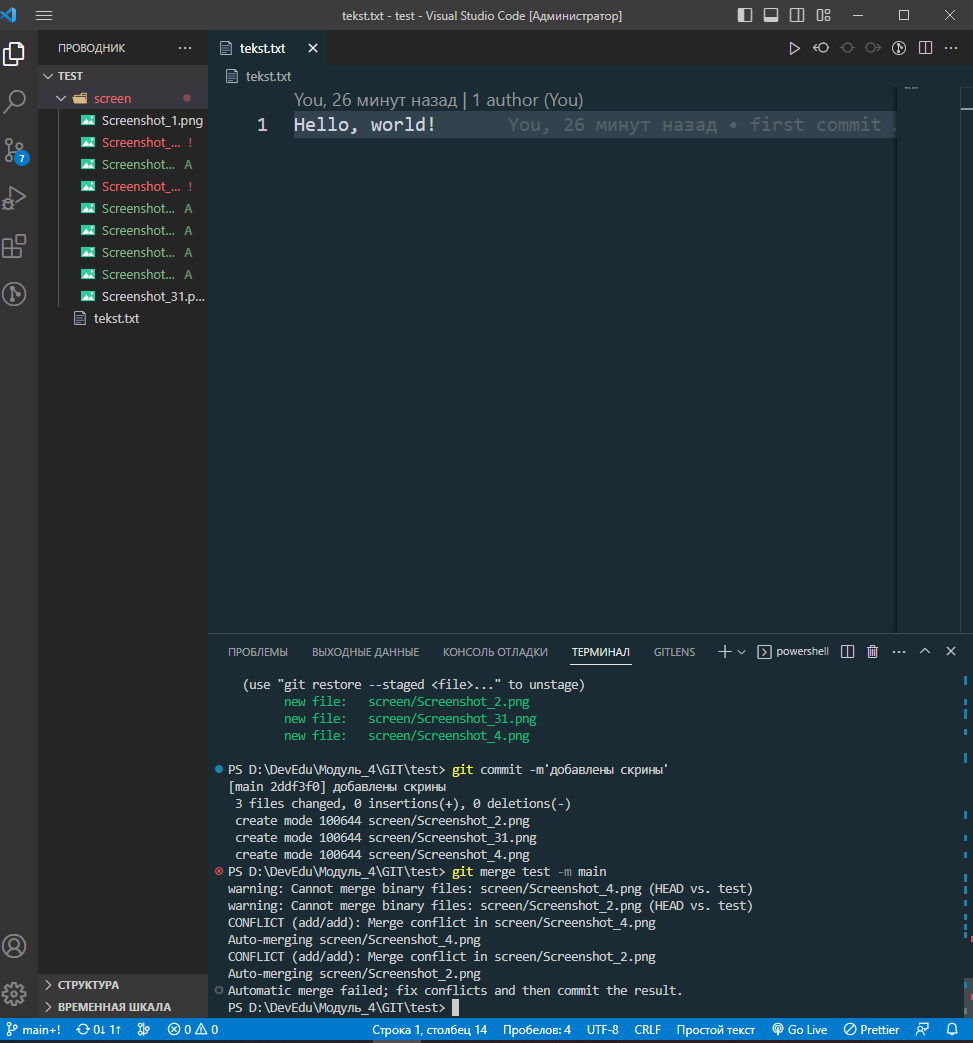 tekst.txt - test - Visual Studio Code [Администратор]
ПРОВОДНИК ···
TEST
screen
Screenshot_1.png
Screenshot_... !
Screenshot... A
Screenshot_... !
Screenshot... A
Screenshot... A
Screenshot... A
Screenshot... A
Screenshot_31.p...
tekst.txt
СТРУКТУРА
ВРЕМЕННАЯ ШКАЛА
7
tekst.txt
tekst.txt
You, 26 минут назад | 1 author (You)
1 Hello, world! You, 26 минут назад • first commit .
ПРОБЛЕМЫ ВЫХОДНЫЕ ДАННЫЕ КОНСОЛЬ ОТЛАДКИ ТЕРМИНАЛ GITLENS powershell
(use "git restore --staged <file>..." to unstage)
new file: screen/Screenshot_2.png
new file: screen/Screenshot_31.png
new file: screen/Screenshot_4.png
PS D:\DevEdu\Модуль_4\GIT\test> git commit -m'добавлены скрины'
[main 2ddf3f0] добавлены скрины
3 files changed, 0 insertions(+), 0 deletions(-)
create mode 100644 screen/Screenshot_2.png
create mode 100644 screen/Screenshot_31.png
create mode 100644 screen/Screenshot_4.png
PS D:\DevEdu\Модуль_4\GIT\test> git merge test -m main
warning: Cannot merge binary files: screen/Screenshot_4.png (HEAD vs. test)
warning: Cannot merge binary files: screen/Screenshot_2.png (HEAD vs. test)
CONFLICT (add/add): Merge conflict in screen/Screenshot_4.png
Auto-merging screen/Screenshot_4.png
CONFLICT (add/add): Merge conflict in screen/Screenshot_2.png
Auto-merging screen/Screenshot_2.png
Automatic merge failed; fix conflicts and then commit the result.
PS D:\DevEdu\Модуль_4\GIT\test>
main+! 0↓ 1↑ 0 0 Строка 1, столбец 14 Пробелов: 4 UTF-8 CRLF Простой текст Go Live Prettier